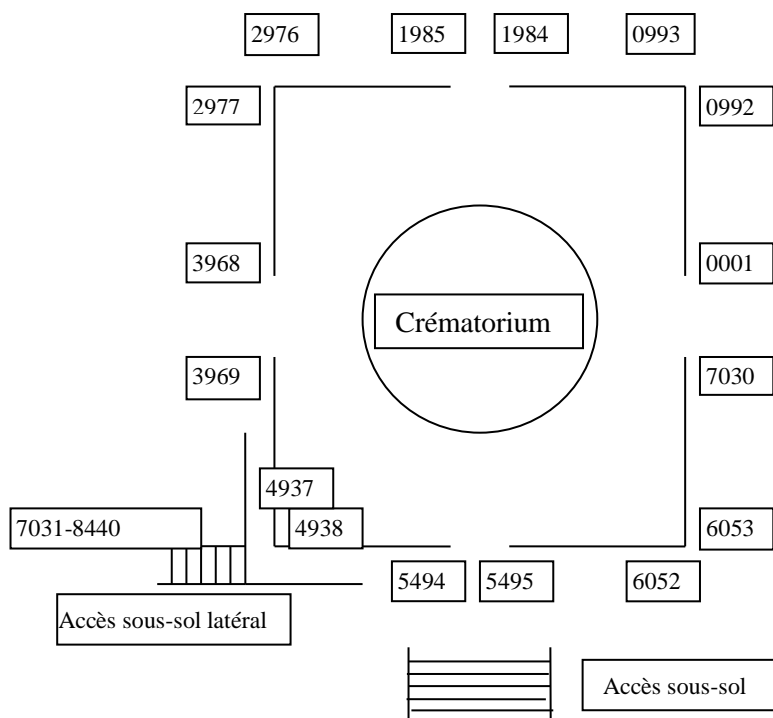 2976 1985 1984 0993
2977 0992
3968 0001
Crématorium
3969 7030
4937
7031-8440 4938 6053
5494 5495 6052
Accès sous-sol latéral
Accès sous-sol